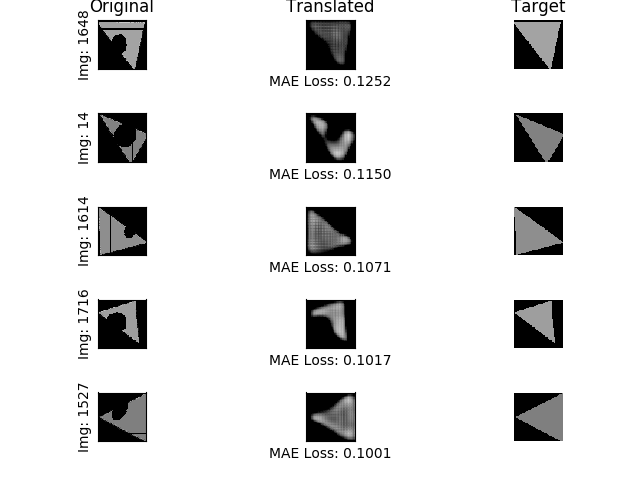 Original Translated Target
Img: 1648
MAE Loss: 0.1252
Img: 14
MAE Loss: 0.1150
Img: 1614
MAE Loss: 0.1071
Img: 1716
MAE Loss: 0.1017
Img: 1527
MAE Loss: 0.1001